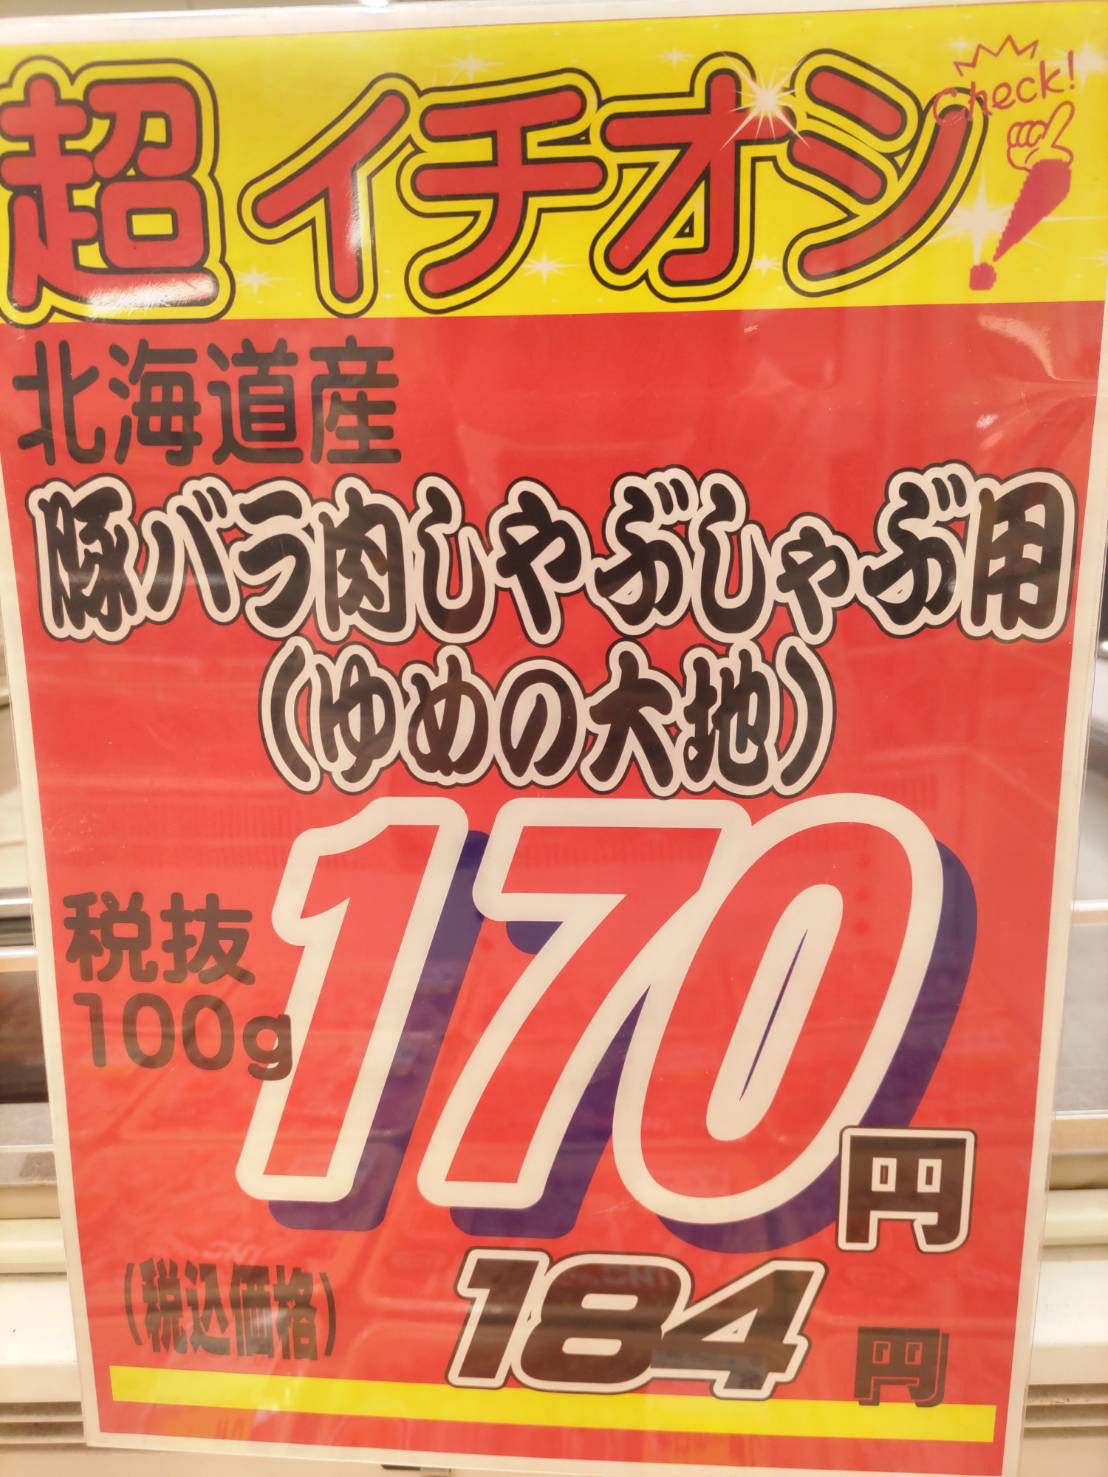 超イチオシ
Check!
北海道産
豚バラ肉しゃぶしゃぶ用
(ゆめの大地)
税抜
100g
170円
(税込価格) 184円